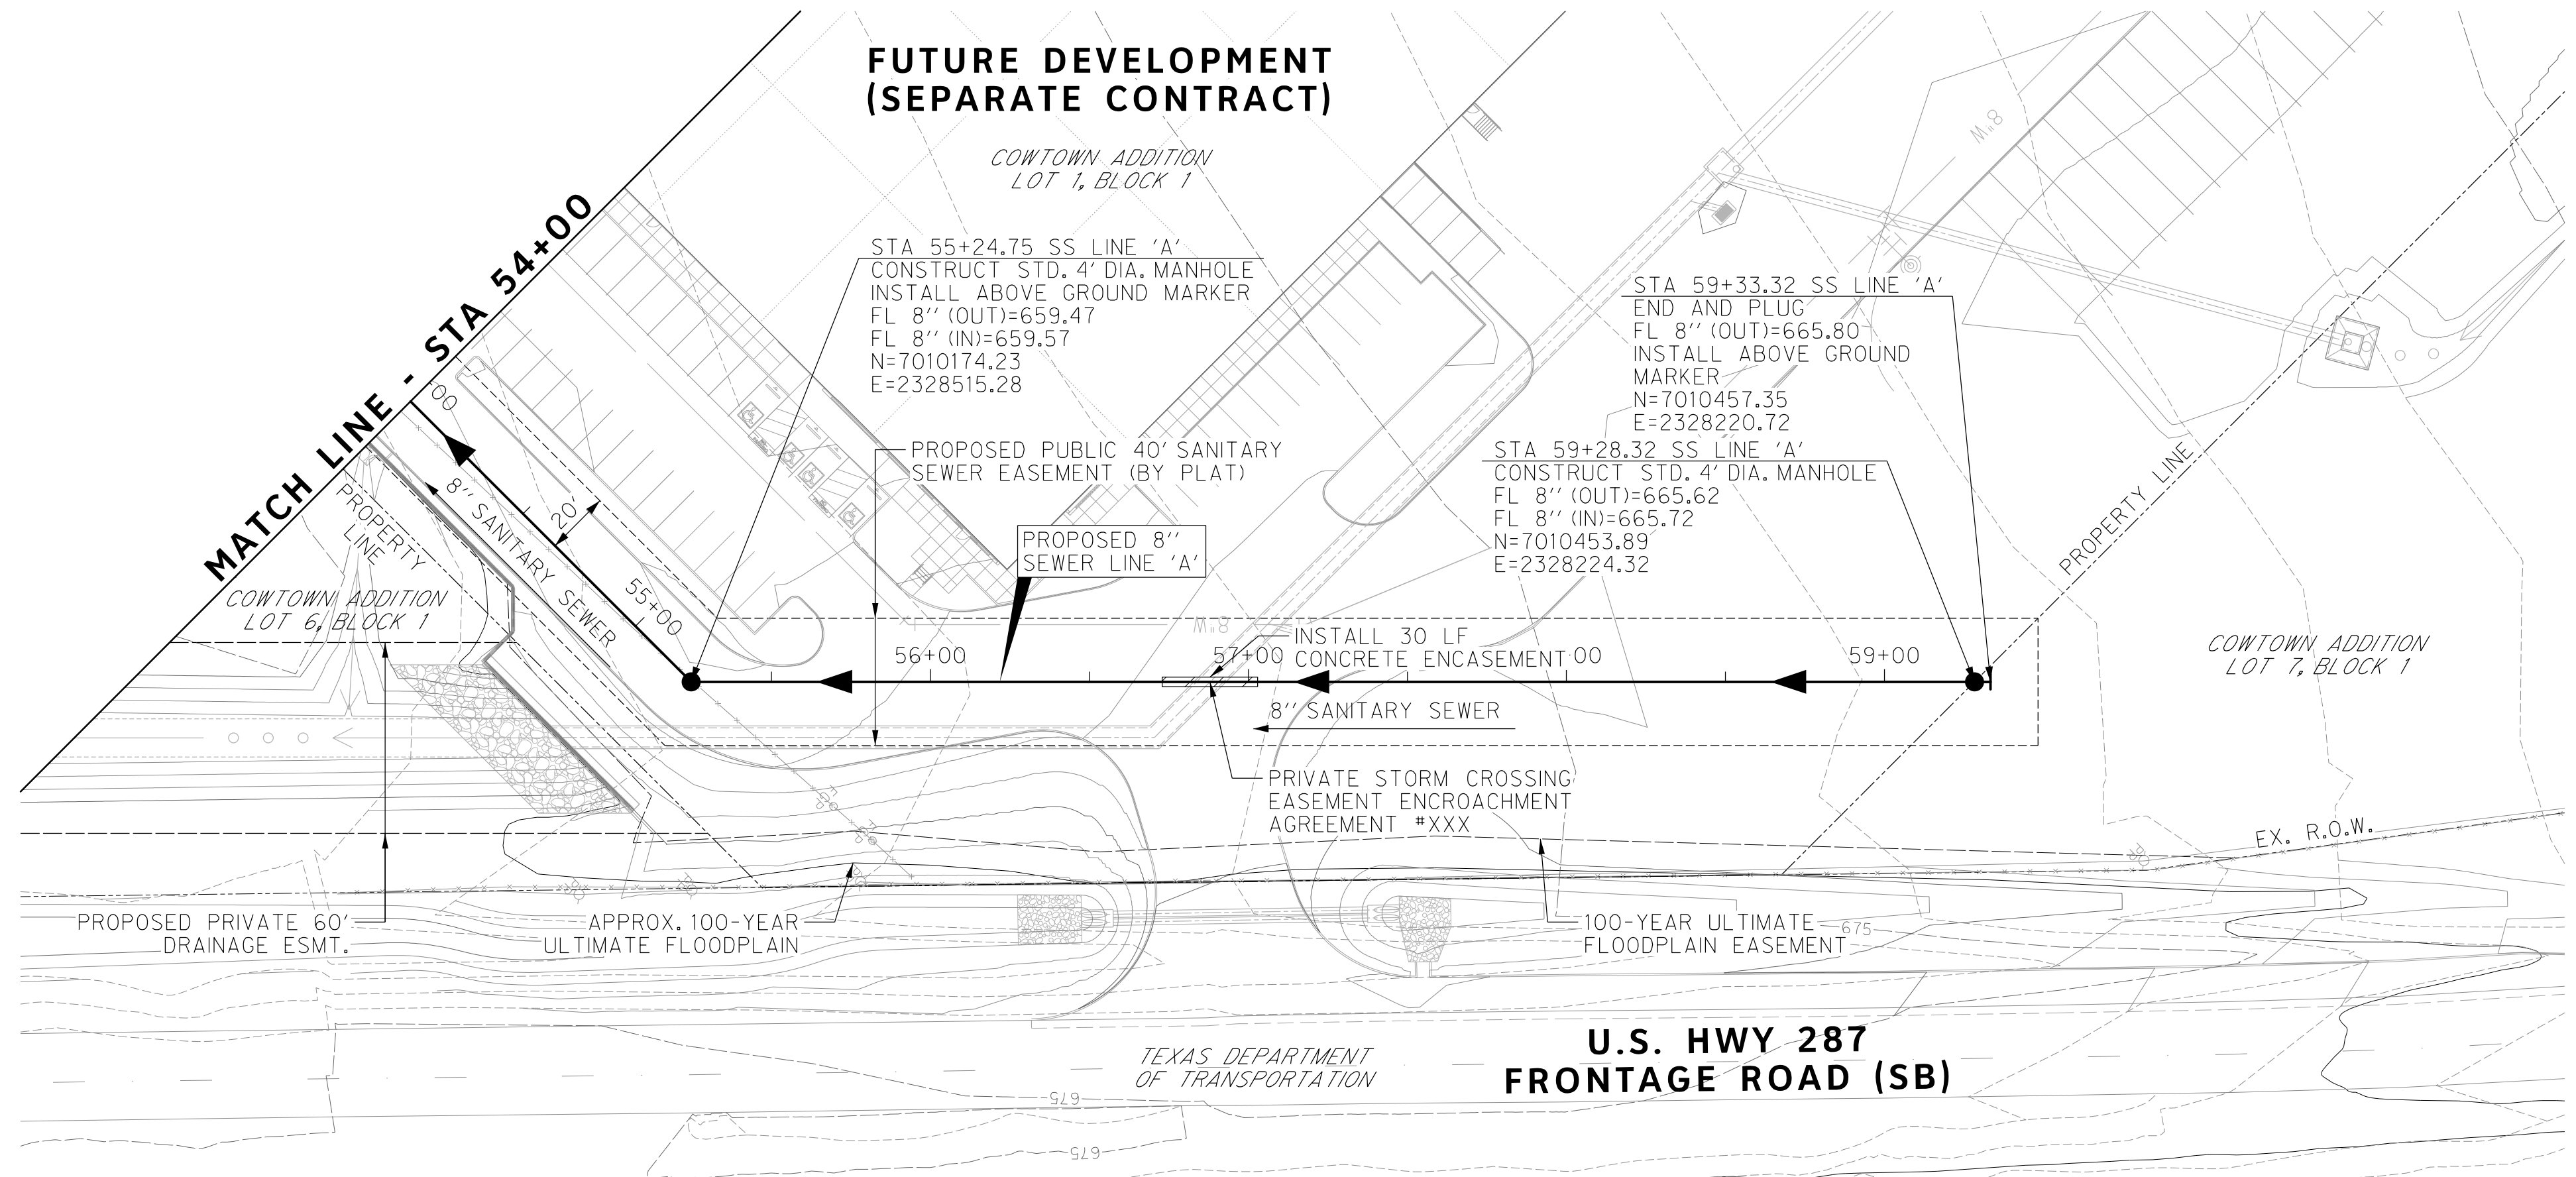 FUTURE DEVELOPMENT
(SEPARATE CONTRACT)
COWTOWN ADDITION
LOT 1, BLOCK 1
MATCH LINE - STA 54+00
STA 55+24.75 SS LINE 'A'
CONSTRUCT STD. 4' DIA. MANHOLE
INSTALL ABOVE GROUND MARKER
FL 8'' (OUT)=659.47
FL 8'' (IN)=659.57
N=7010174.23
E=2328515.28
STA 59+33.32 SS LINE 'A'
END AND PLUG
FL 8'' (OUT)=665.80
INSTALL ABOVE GROUND
MARKER
N=7010457.35
E=2328220.72
STA 59+28.32 SS LINE 'A'
CONSTRUCT STD. 4' DIA. MANHOLE
FL 8'' (OUT)=665.62
FL 8'' (IN)=665.72
N=7010453.89
E=2328224.32
PROPOSED PUBLIC 40' SANITARY
SEWER EASEMENT (BY PLAT)
PROPOSED 8''
SEWER LINE 'A'
00
8'' SANITARY SEWER
20'
55+00
PROPERTY
LINE
COWTOWN ADDITION
LOT 6, BLOCK 1
56+00
57+00
00
59+00
8''W
8''W
INSTALL 30 LF
CONCRETE ENCASEMENT
8'' SANITARY SEWER
PROPERTY LINE
COWTOWN ADDITION
LOT 7, BLOCK 1
PRIVATE STORM CROSSING
EASEMENT ENCROACHMENT
AGREEMENT #XXX
EX. R.O.W.
PROPOSED PRIVATE 60'
DRAINAGE ESMT.
APPROX. 100-YEAR
ULTIMATE FLOODPLAIN
100-YEAR ULTIMATE
FLOODPLAIN EASEMENT
675
TEXAS DEPARTMENT
OF TRANSPORTATION
U.S. HWY 287
FRONTAGE ROAD (SB)
675
675